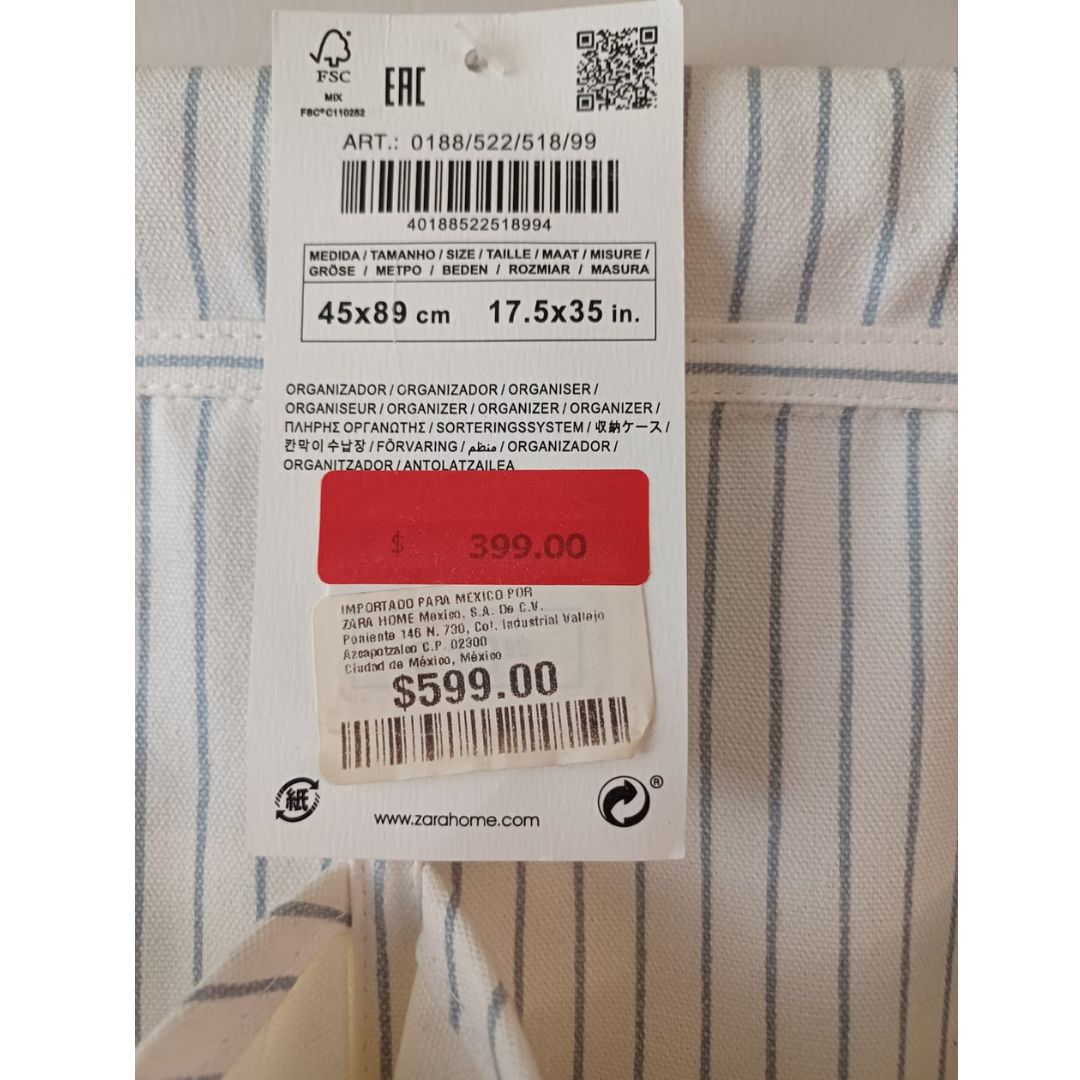 FSC
MIX
FSC® C110252
EAC
ART.: 0188/522/518/99
40188522518994
MEDIDA / TAMANHO / SIZE / TAILLE / MAAT / MISURE /
GRÖSE / ΜΕΤΡΟ / BEDEN / ROZMIAR / MASURA
45x89 cm 17.5x35 in.
ORGANIZADOR / ORGANIZADOR / ORGANISER /
ORGANISEUR / ORGANIZER / ORGANIZER / ORGANIZER /
ΠΛΗΡΗΣ ΟΡΓΑΝΩΤΗΣ / SORTERINGSSYSTEM / 収納ケース /
칸막이 수납장 / FÖRVARING / منظم / ORGANIZADOR /
ORGANITZADOR / ANTOLATZAILEA
$ 399.00
IMPORTADO PARA MEXICO POR
ZARA HOME Mexico, S.A. De C.V.
Poniente 146 N. 730, Col. Industrial Vallejo
Azcapotzalco C.P. 02300
Ciudad de México, México
$599.00
紙
www.zarahome.com
®